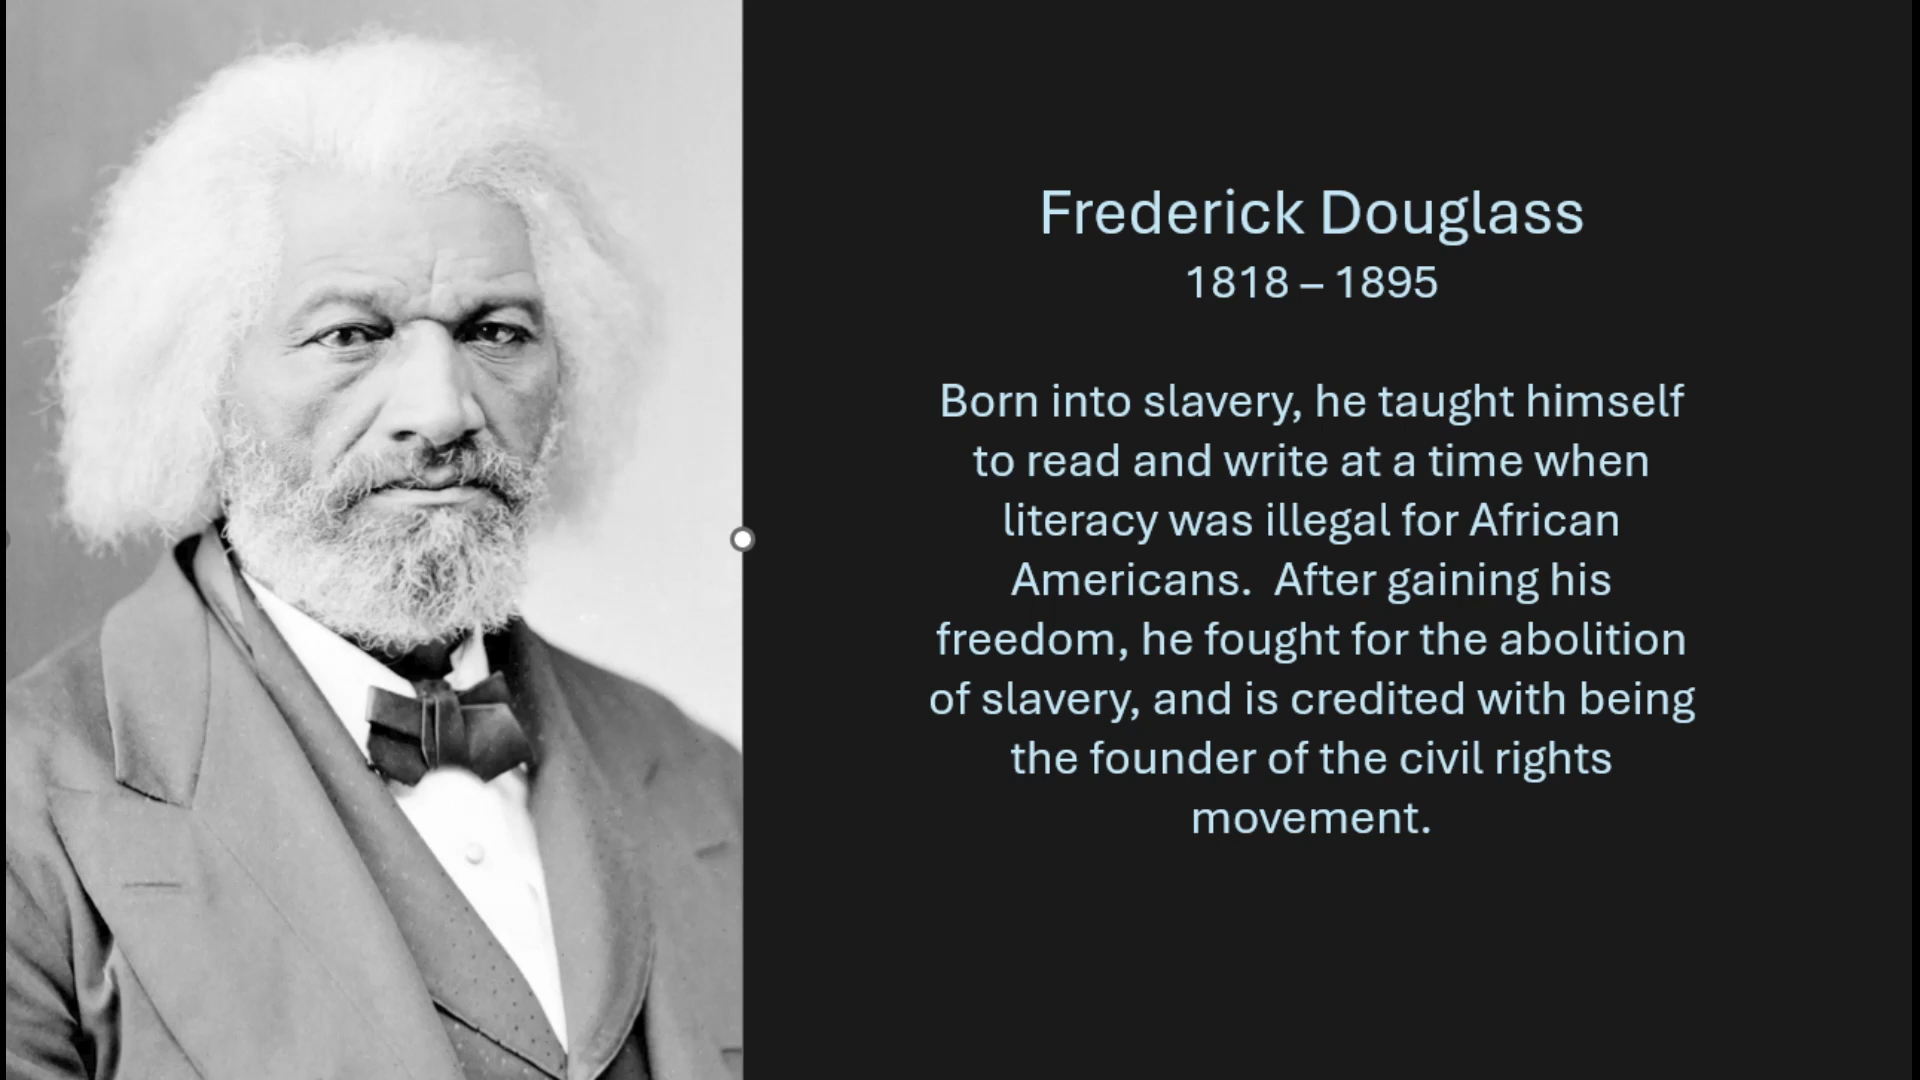 Frederick Douglass
1818 – 1895
Born into slavery, he taught himself
to read and write at a time when
literacy was illegal for African
Americans.  After gaining his
freedom, he fought for the abolition
of slavery, and is credited with being
the founder of the civil rights
movement.